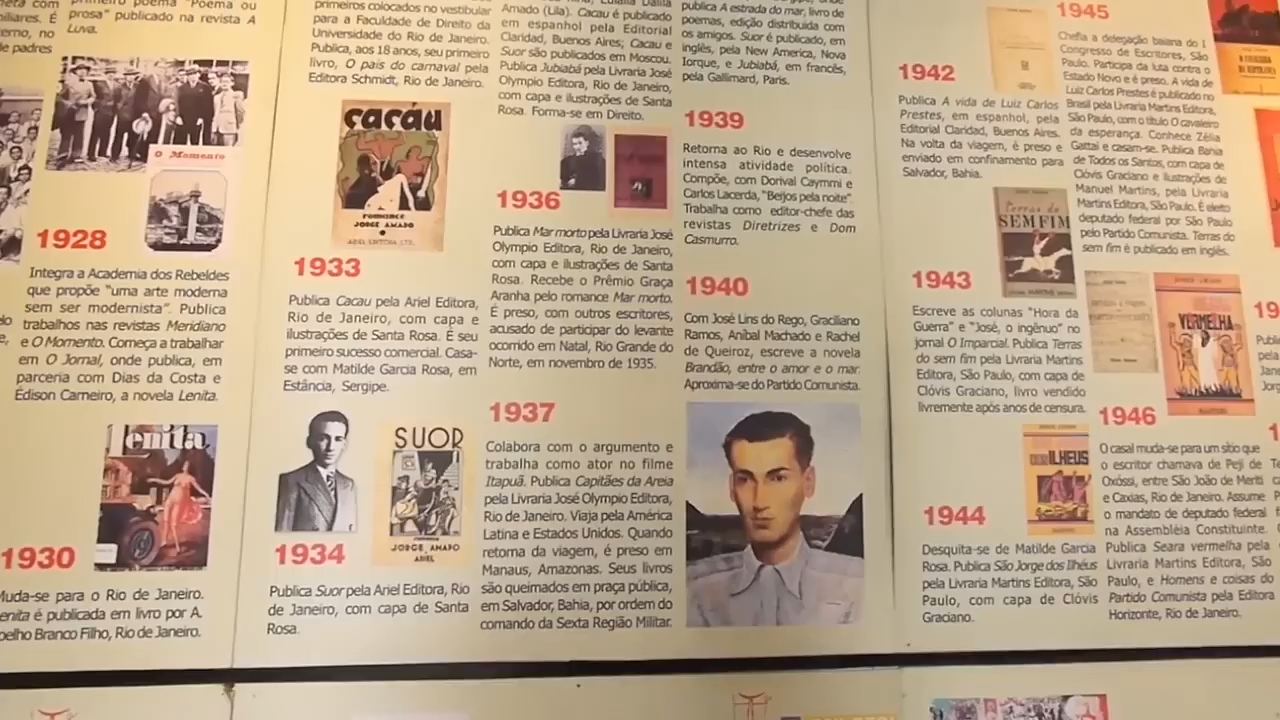 primeiro poema "Poema ou
prosa" publicado na revista A
Luva.
de padres
O Momento
1928
Integra a Academia dos Rebeldes
que propõe "uma arte moderna
sem ser modernista". Publica
trabalhos nas revistas Meridiano
e O Momento. Começa a trabalhar
em O Jornal, onde publica, em
parceria com Dias da Costa e
Édison Carneiro, a novela Lenita.
lenita
1930
Muda-se para o Rio de Janeiro.
Lenita é publicada em livro por A.
Coelho Branco Filho, Rio de Janeiro.
primeiros colocados no vestibular
para a Faculdade de Direito da
Universidade do Rio de Janeiro.
Publica, aos 18 anos, seu primeiro
livro, O país do carnaval pela
Editora Schmidt, Rio de Janeiro.
cacáu
romance
JORGE AMADO
ARIEL EDITORA LTD.
1933
Publica Cacau pela Ariel Editora,
Rio de Janeiro, com capa e
ilustrações de Santa Rosa. É seu
primeiro sucesso comercial. Casa-
se com Matilde Garcia Rosa, em
Estância, Sergipe.
SUOR
JORGE AMADO
ARIEL
1934
Publica Suor pela Ariel Editora, Rio
de Janeiro, com capa de Santa
Rosa.
Amado (Lila). Cacau é publicado
em espanhol pela Editorial
Claridad, Buenos Aires; Cacau e
Suor são publicados em Moscou.
Publica Jubiabá pela Livraria José
Olympio Editora, Rio de Janeiro,
com capa e ilustrações de Santa
Rosa. Forma-se em Direito.
1936
Publica Mar morto pela Livraria José
Olympio Editora, Rio de Janeiro,
com capa e ilustrações de Santa
Rosa. Recebe o Prêmio Graça
Aranha pelo romance Mar morto.
É preso, com outros escritores,
acusado de participar do levante
ocorrido em Natal, Rio Grande do
Norte, em novembro de 1935.
1937
Colabora com o argumento e
trabalha como ator no filme
Itapuã. Publica Capitães da Areia
pela Livraria José Olympio Editora,
Rio de Janeiro. Viaja pela América
Latina e Estados Unidos. Quando
retorna da viagem, é preso em
Manaus, Amazonas. Seus livros
são queimados em praça pública,
em Salvador, Bahia, por ordem do
comando da Sexta Região Militar.
publica A estrada do mar, livro de
poemas, edição distribuída com
os amigos. Suor é publicado, em
inglês, pela New America, Nova
Iorque, e Jubiabá, em francês,
pela Gallimard, Paris.
1939
Retorna ao Rio e desenvolve
intensa atividade política.
Compõe, com Dorival Caymmi e
Carlos Lacerda, "Beijos pela noite".
Trabalha como editor-chefe das
revistas Diretrizes e Dom
Casmurro.
1940
Com José Lins do Rego, Graciliano
Ramos, Aníbal Machado e Rachel
de Queiroz, escreve a novela
Brandão, entre o amor e o mar.
Aproxima-se do Partido Comunista.
1942
Publica A vida de Luiz Carlos
Prestes, em espanhol, pela
Editorial Claridad, Buenos Aires.
Na volta da viagem, é preso e
enviado em confinamento para
Salvador, Bahia.
Terras do
SEM FIM
1943
Escreve as colunas "Hora da
Guerra" e "José, o ingênuo" no
jornal O Imparcial. Publica Terras
do sem fim pela Livraria Martins
Editora, São Paulo, com capa de
Clóvis Graciano, livro vendido
livremente após anos de censura.
ILHEUS
1944
Desquita-se de Matilde Garcia
Rosa. Publica São Jorge dos Ilhéus
pela Livraria Martins Editora, São
Paulo, com capa de Clóvis
Graciano.
1945
Chefia a delegação baiana do I
Congresso de Escritores, São
Paulo. Participa da luta contra o
Estado Novo e é preso. A vida de
Luiz Carlos Prestes é publicado no
Brasil pela Livraria Martins Editora,
São Paulo, com o título O cavaleiro
da esperança. Conhece Zélia
Gattai e casam-se. Publica Bahia
de Todos os Santos, com capa de
Clóvis Graciano e ilustrações de
Manuel Martins, pela Livraria
Martins Editora, São Paulo. É eleito
deputado federal por São Paulo
pelo Partido Comunista. Terras do
sem fim é publicado em inglês.
VERMELHA
1946
O casal muda-se para um sítio que
o escritor chamava de Peji de
Oxóssi, entre São João de Meriti
e Caxias, Rio de Janeiro. Assume
o mandato de deputado federal
na Assembléia Constituinte.
Publica Seara vermelha pela
Livraria Martins Editora, São
Paulo, e Homens e coisas do
Partido Comunista pela Editora
Horizonte, Rio de Janeiro.